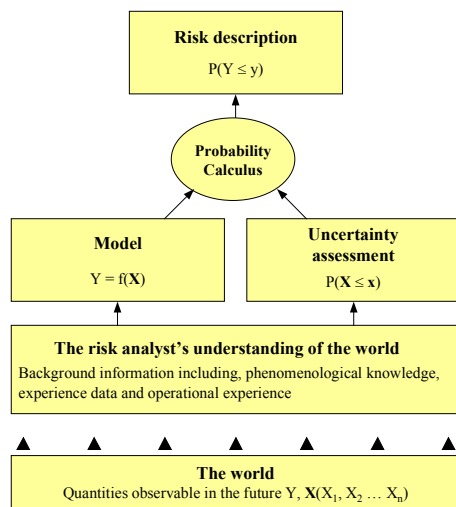 Risk description
P(Y ≤ y)
Probability
Calculus
Model
Y = f(X)
Uncertainty
assessment
P(X ≤ x)
The risk analyst's understanding of the world
Background information including, phenomenological knowledge,
experience data and operational experience
The world
Quantities observable in the future Y, X(X₁, X₂ … Xₙ)